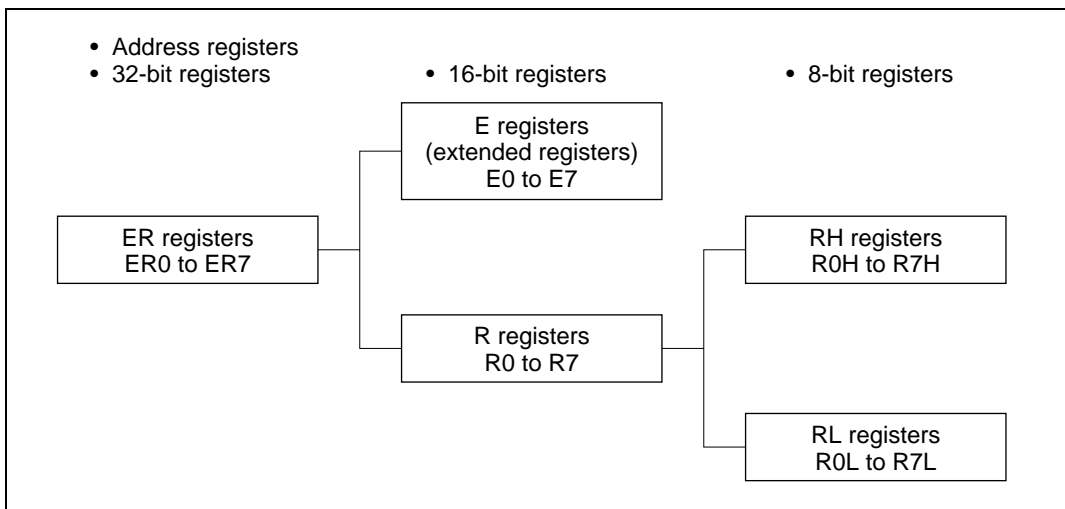 • Address registers
• 32-bit registers
• 16-bit registers
• 8-bit registers
E registers
(extended registers)
E0 to E7
ER registers
ER0 to ER7
RH registers
R0H to R7H
R registers
R0 to R7
RL registers
R0L to R7L